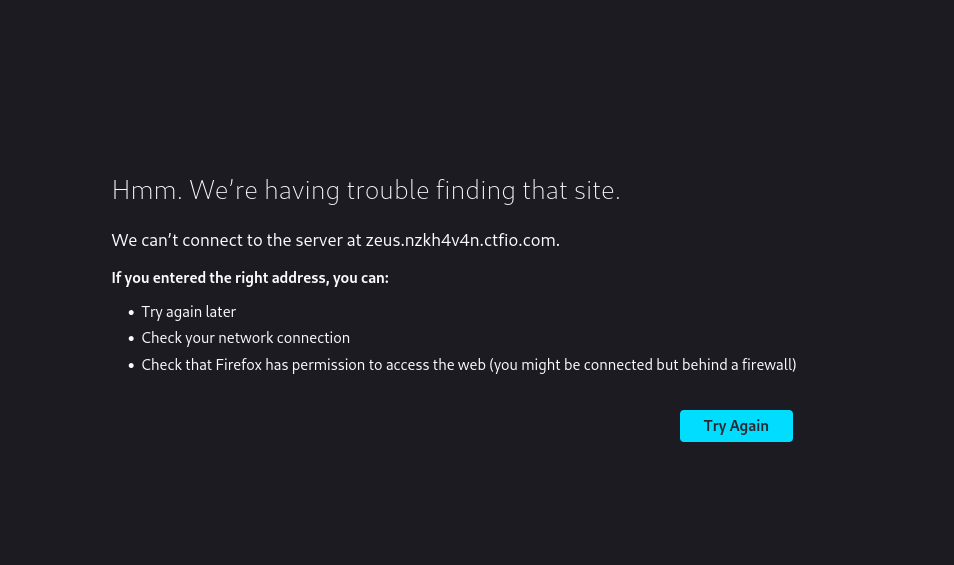 Hmm. We’re having trouble finding that site.
We can’t connect to the server at zeus.nzkh4v4n.ctfio.com.
If you entered the right address, you can:
• Try again later
• Check your network connection
• Check that Firefox has permission to access the web (you might be connected but behind a firewall)
Try Again